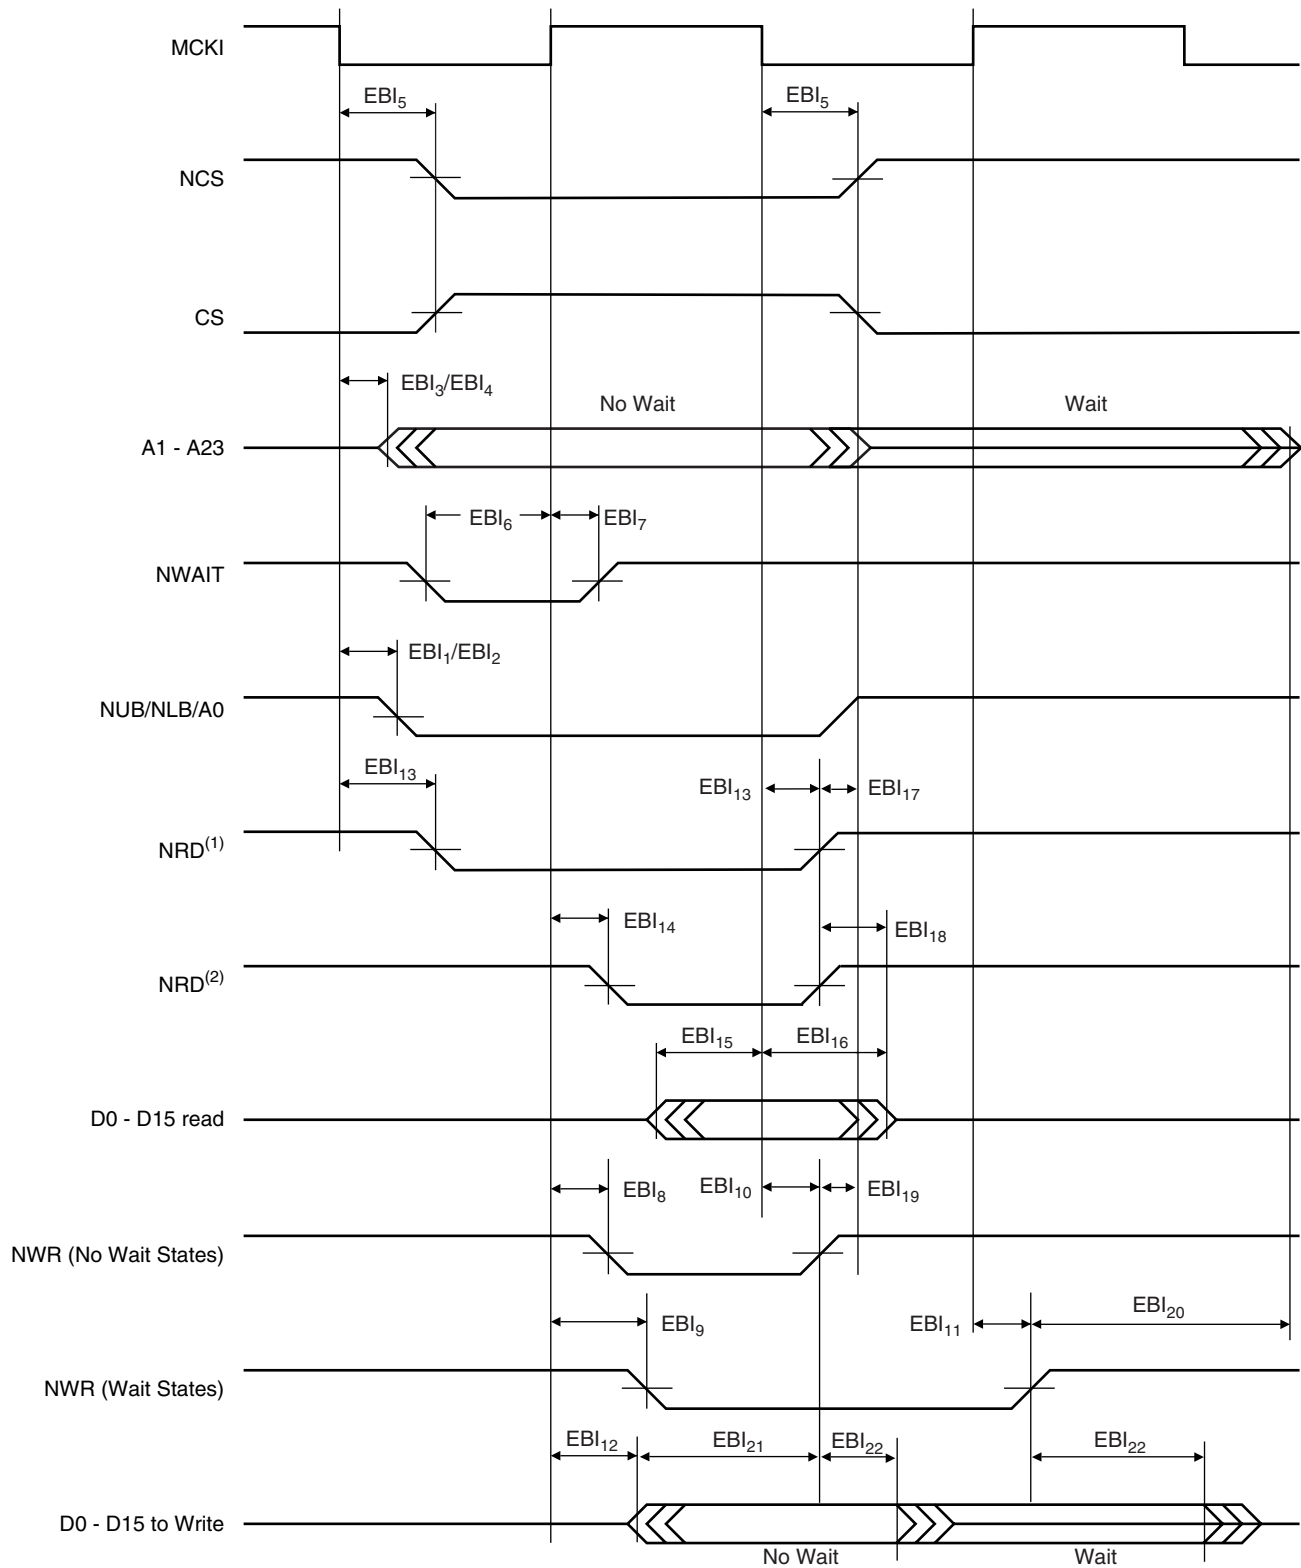 MCKI
EBI5 EBI5
NCS
CS
EBI3/EBI4
No Wait Wait
A1 - A23
EBI6 EBI7
NWAIT
EBI1/EBI2
NUB/NLB/A0
EBI13 EBI13 EBI17
NRD(1)
EBI14 EBI18
NRD(2)
EBI15 EBI16
D0 - D15 read
EBI8 EBI10 EBI19
NWR (No Wait States)
EBI9 EBI11 EBI20
NWR (Wait States)
EBI12 EBI21 EBI22 EBI22
D0 - D15 to Write
No Wait Wait